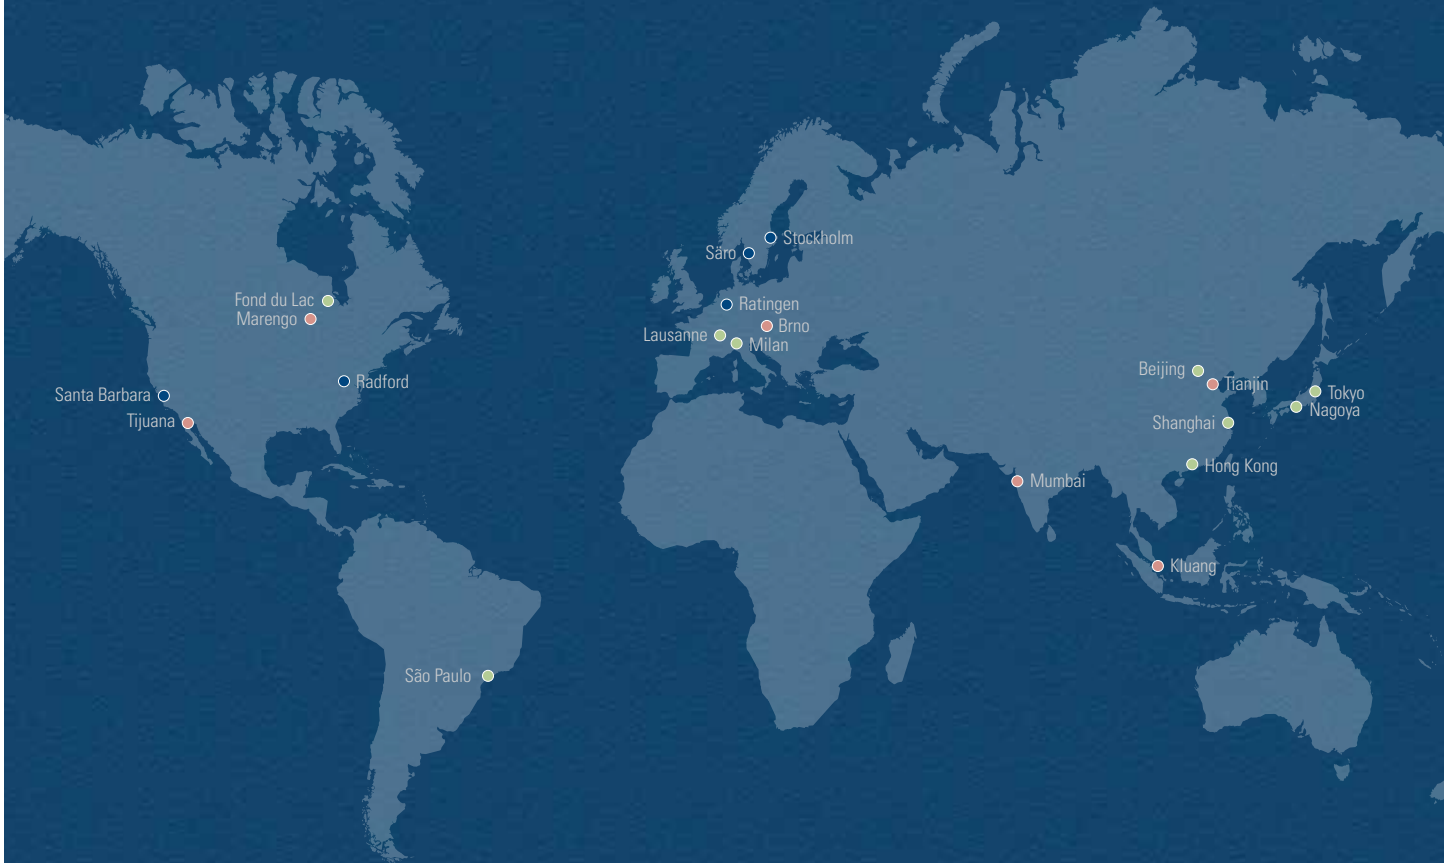 Stockholm
Säro
Fond du Lac
Ratingen
Marengo
Brno
Lausanne
Milan
Beijing
Radford
Tianjin
Santa Barbara
Tokyo
Nagoya
Tijuana
Shanghai
Hong Kong
Mumbai
Kluang
São Paulo